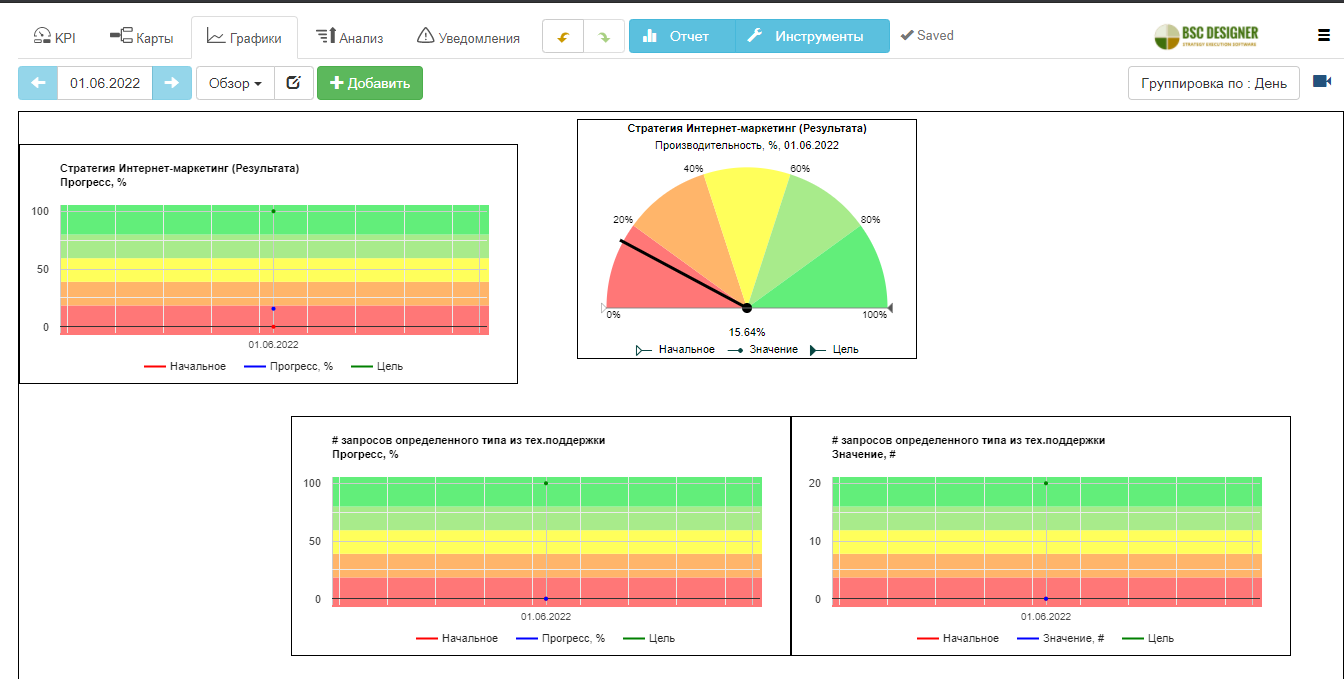 KPI
Карты
Графики
Анализ
Уведомления
Отчет
Инструменты
Saved
BSC DESIGNER
STRATEGY EXECUTION SOFTWARE
01.06.2022
Обзор
Добавить
Группировка по : День
Стратегия Интернет-маркетинг (Результата)
Прогресс, %
100
50
0
01.06.2022
Начальное Прогресс, % Цель
Стратегия Интернет-маркетинг (Результата)
Производительность, %, 01.06.2022
40% 60%
20% 80%
0% 100%
15.64%
Начальное Значение Цель
# запросов определенного типа из тех.поддержки
Прогресс, %
100
50
0
01.06.2022
Начальное Прогресс, % Цель
# запросов определенного типа из тех.поддержки
Значение, #
20
10
0
01.06.2022
Начальное Значение, # Цель